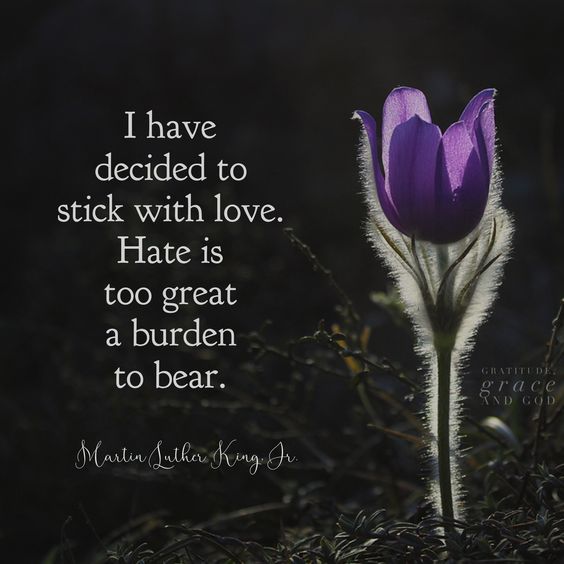 I have
decided to
stick with love.
Hate is
too great
a burden
to bear.
Martin Luther King, Jr.
GRATITUDE,
grace
AND GOD